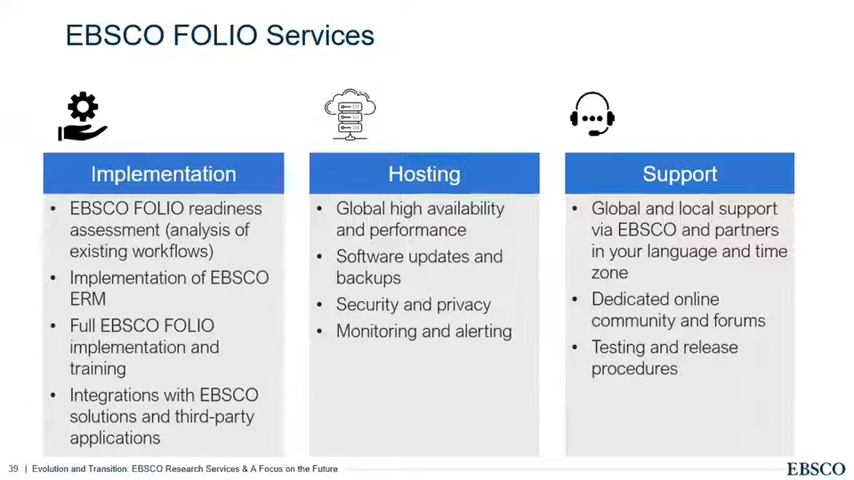 EBSCO FOLIO Services
Implementation
• EBSCO FOLIO readiness
assessment (analysis of
existing workflows)
• Implementation of EBSCO
ERM
• Full EBSCO FOLIO
implementation and
training
• Integrations with EBSCO
solutions and third-party
applications
Hosting
• Global high availability
and performance
• Software updates and
backups
• Security and privacy
• Monitoring and alerting
Support
• Global and local support
via EBSCO and partners
in your language and time
zone
• Dedicated online
community and forums
• Testing and release
procedures
39 | Evolution and Transition: EBSCO Research Services & A Focus on the Future
EBSCO